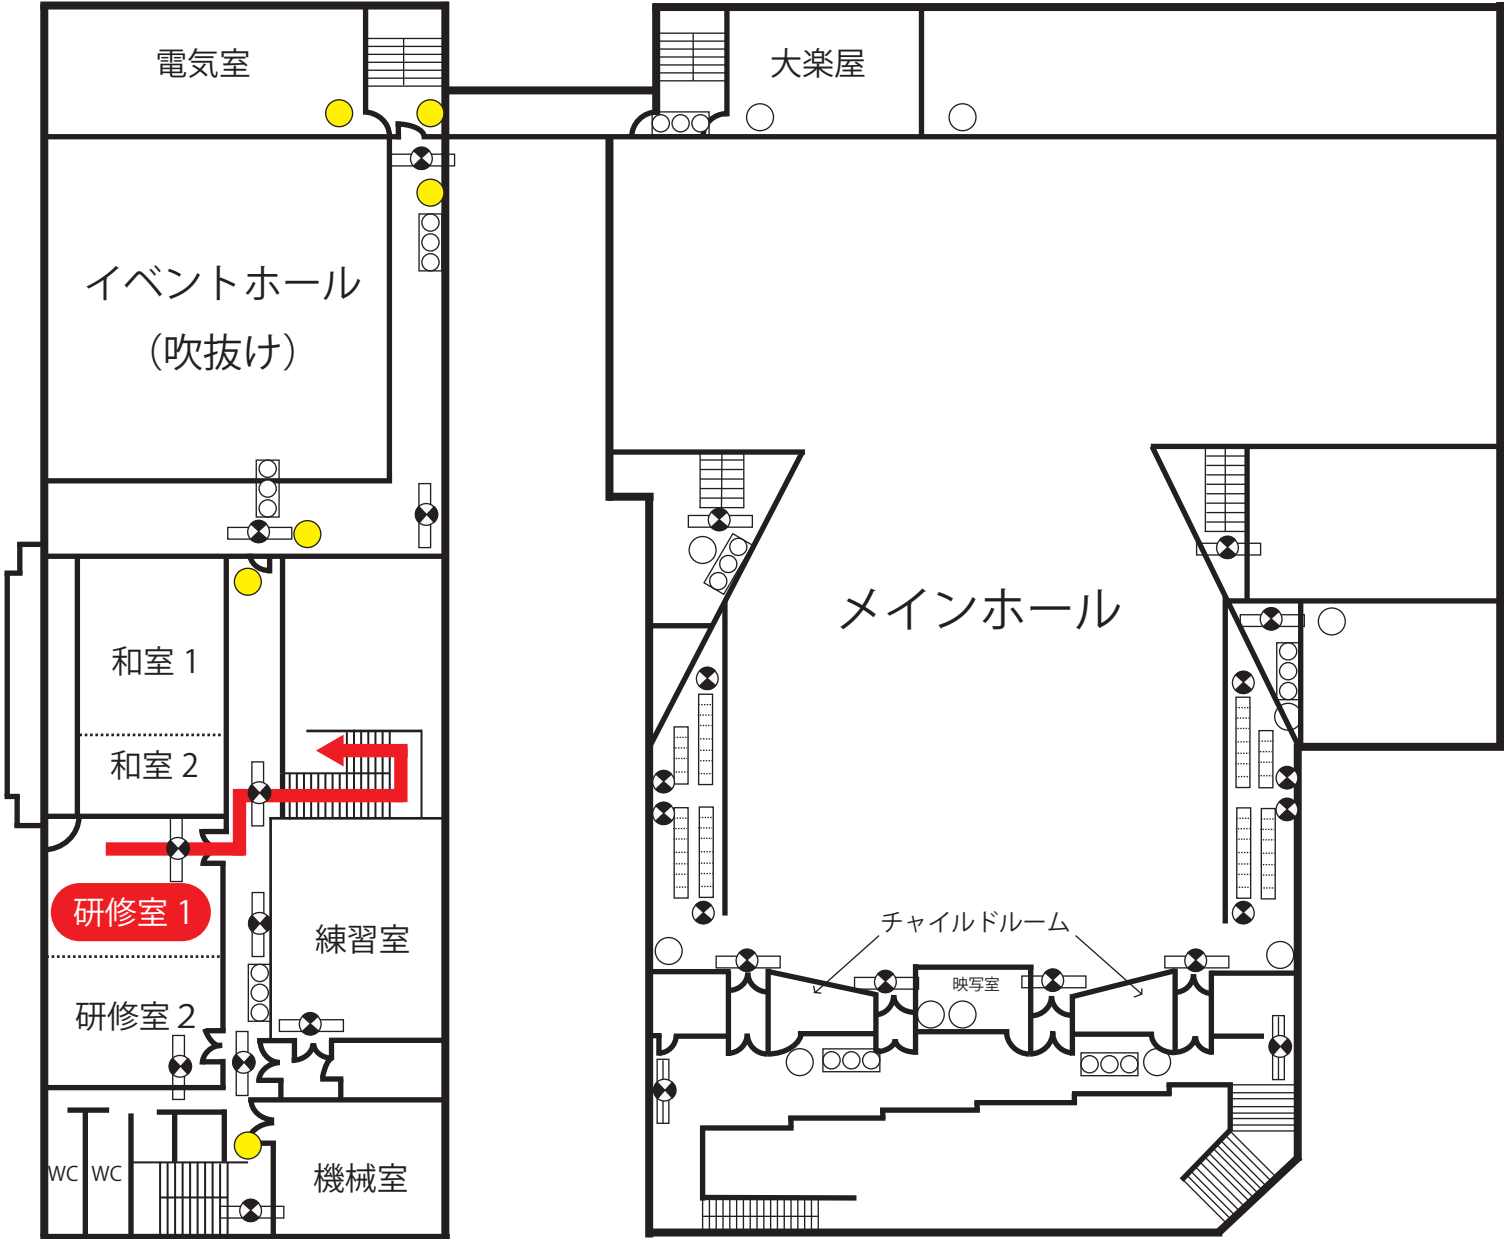 電気室
大楽屋
イベントホール
（吹抜け）
メインホール
和室 1
和室 2
研修室 1
練習室
チャイルドルーム
映写室
研修室 2
機械室
WC
WC